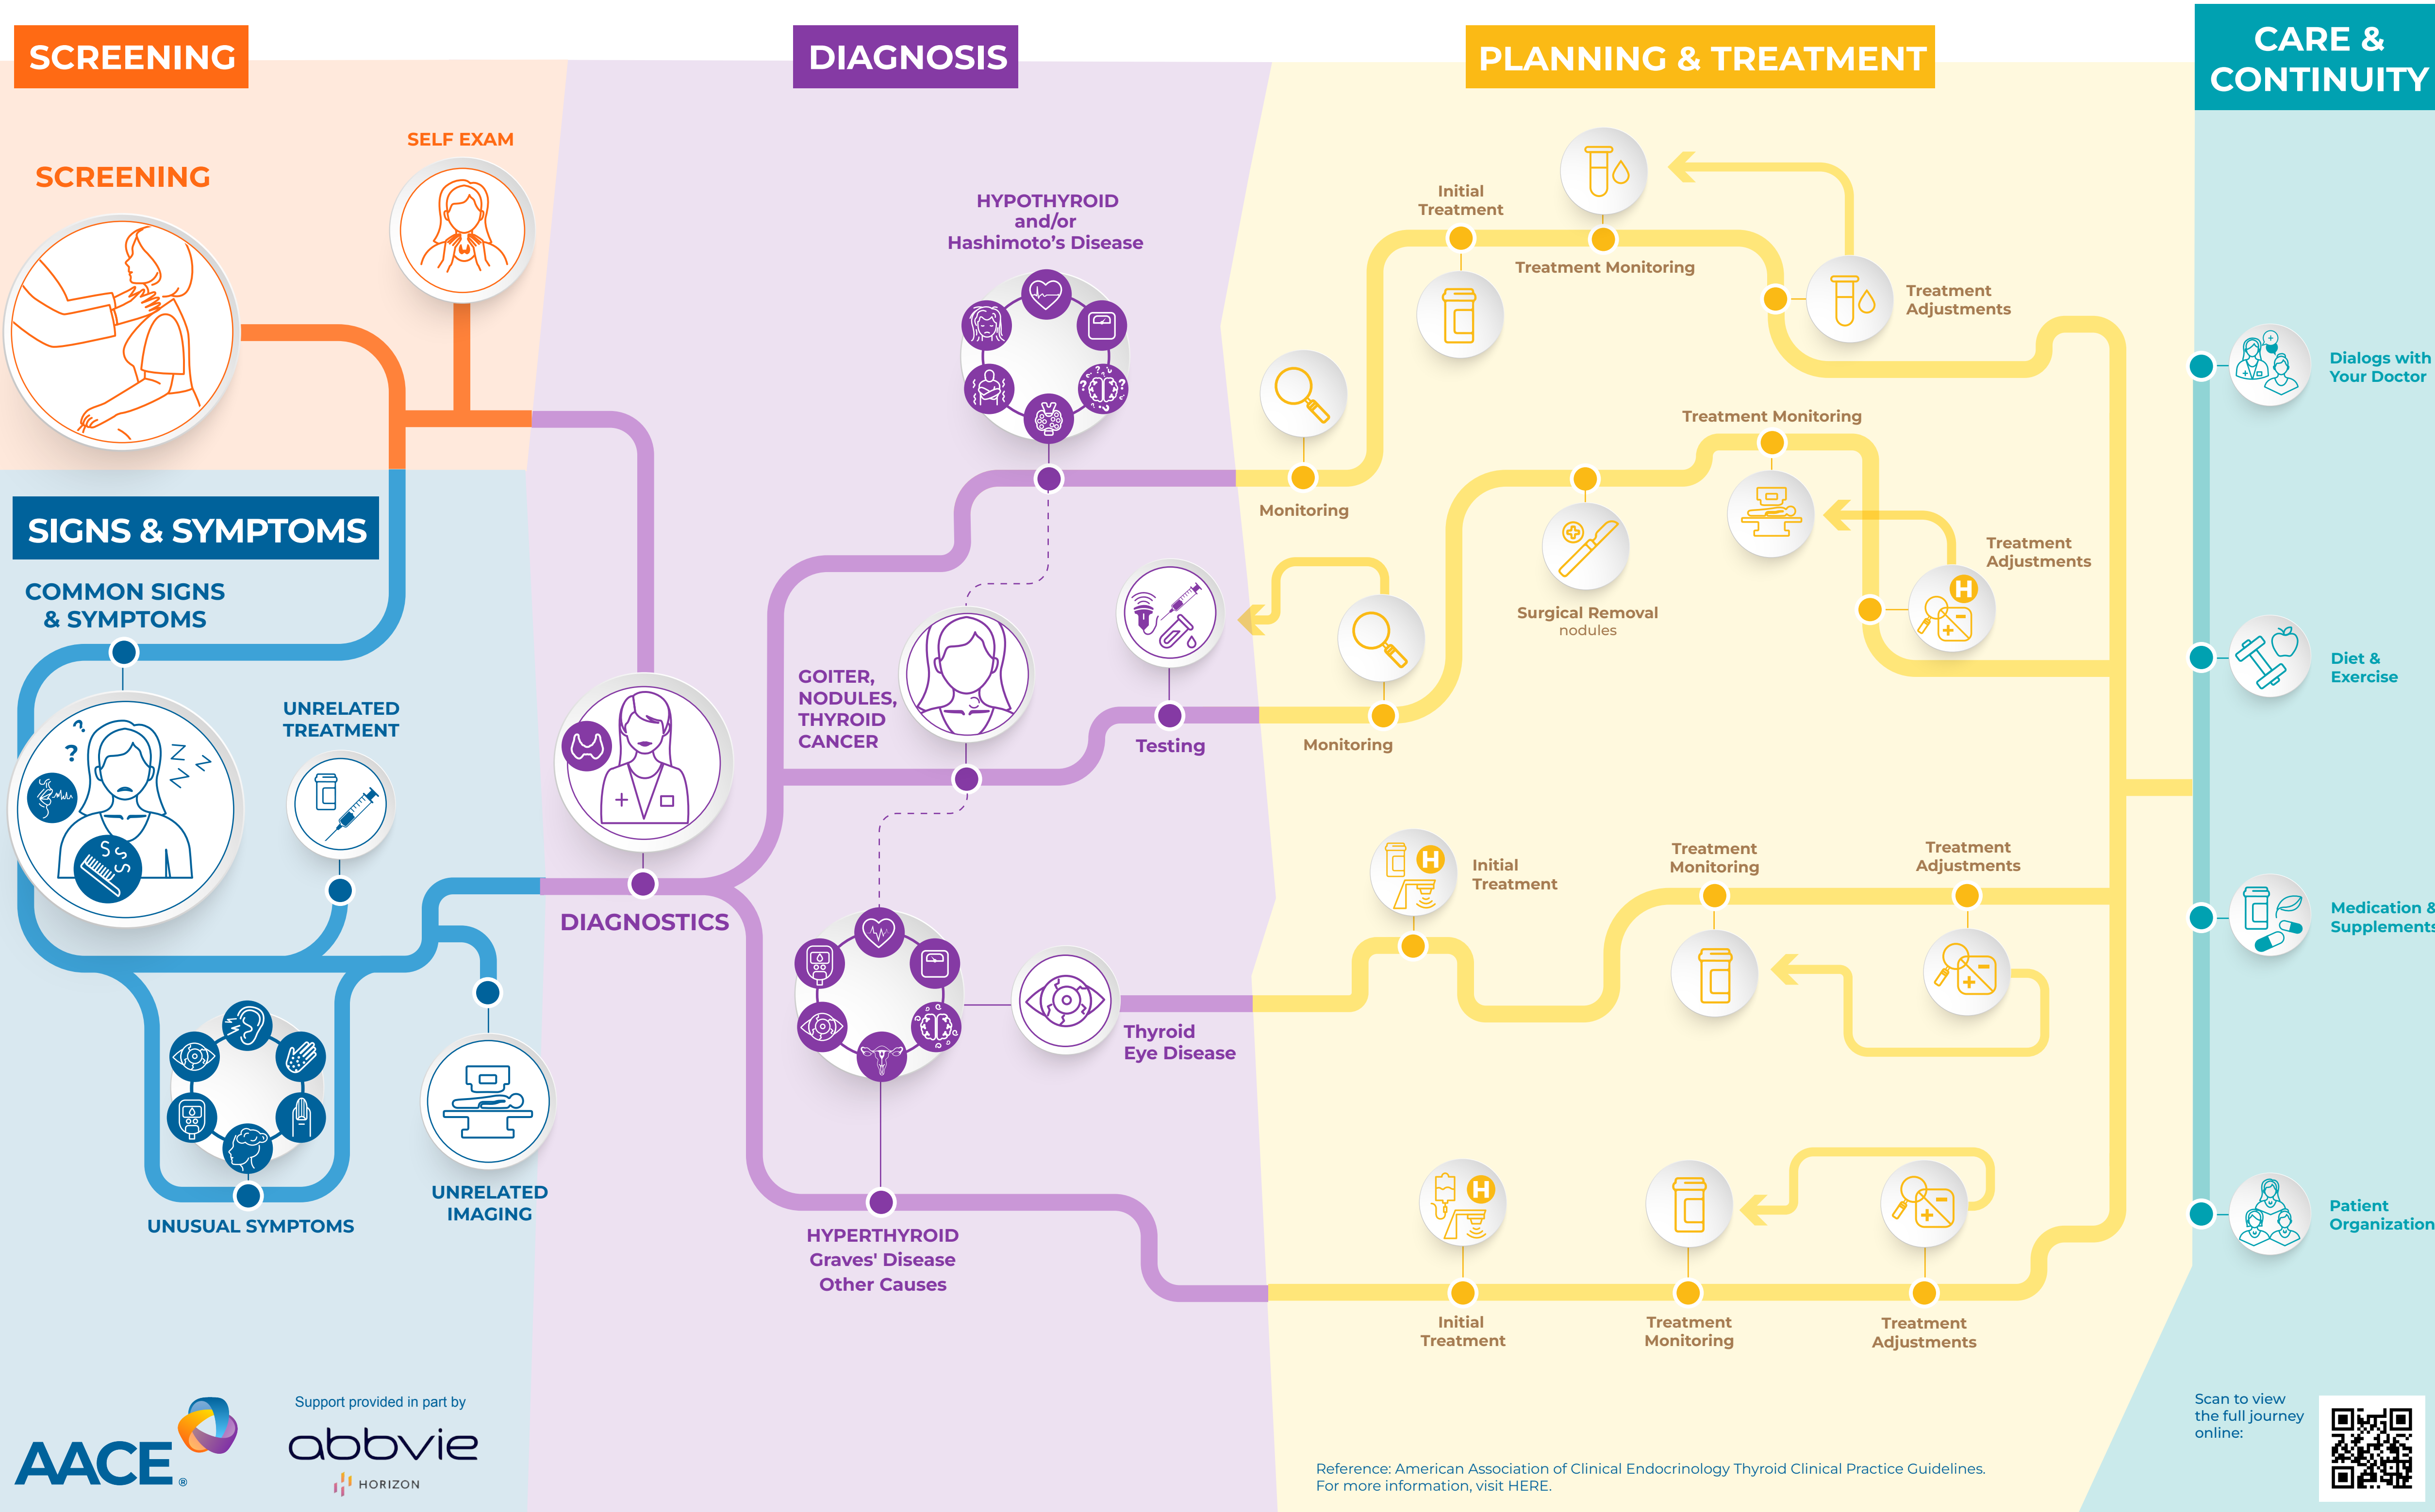 SCREENING
DIAGNOSIS
PLANNING & TREATMENT
CARE &
CONTINUITY
SCREENING
SELF EXAM
SIGNS & SYMPTOMS
COMMON SIGNS
& SYMPTOMS
UNRELATED
TREATMENT
UNUSUAL SYMPTOMS
UNRELATED
IMAGING
DIAGNOSTICS
HYPOTHYROID
and/or
Hashimoto's Disease
GOITER,
NODULES,
THYROID
CANCER
Testing
Thyroid
Eye Disease
HYPERTHYROID
Graves' Disease
Other Causes
Monitoring
Initial
Treatment
Treatment Monitoring
Treatment
Adjustments
Monitoring
Surgical Removal
nodules
Treatment Monitoring
H
Treatment
Adjustments
H
Initial
Treatment
Treatment
Monitoring
Treatment
Adjustments
H
Initial
Treatment
Treatment
Monitoring
Treatment
Adjustments
Dialogs with
Your Doctor
Diet &
Exercise
Medication &
Supplements
Patient
Organization
AACE®
Support provided in part by
abbvie
HORIZON
Reference: American Association of Clinical Endocrinology Thyroid Clinical Practice Guidelines.
For more information, visit HERE.
Scan to view
the full journey
online: